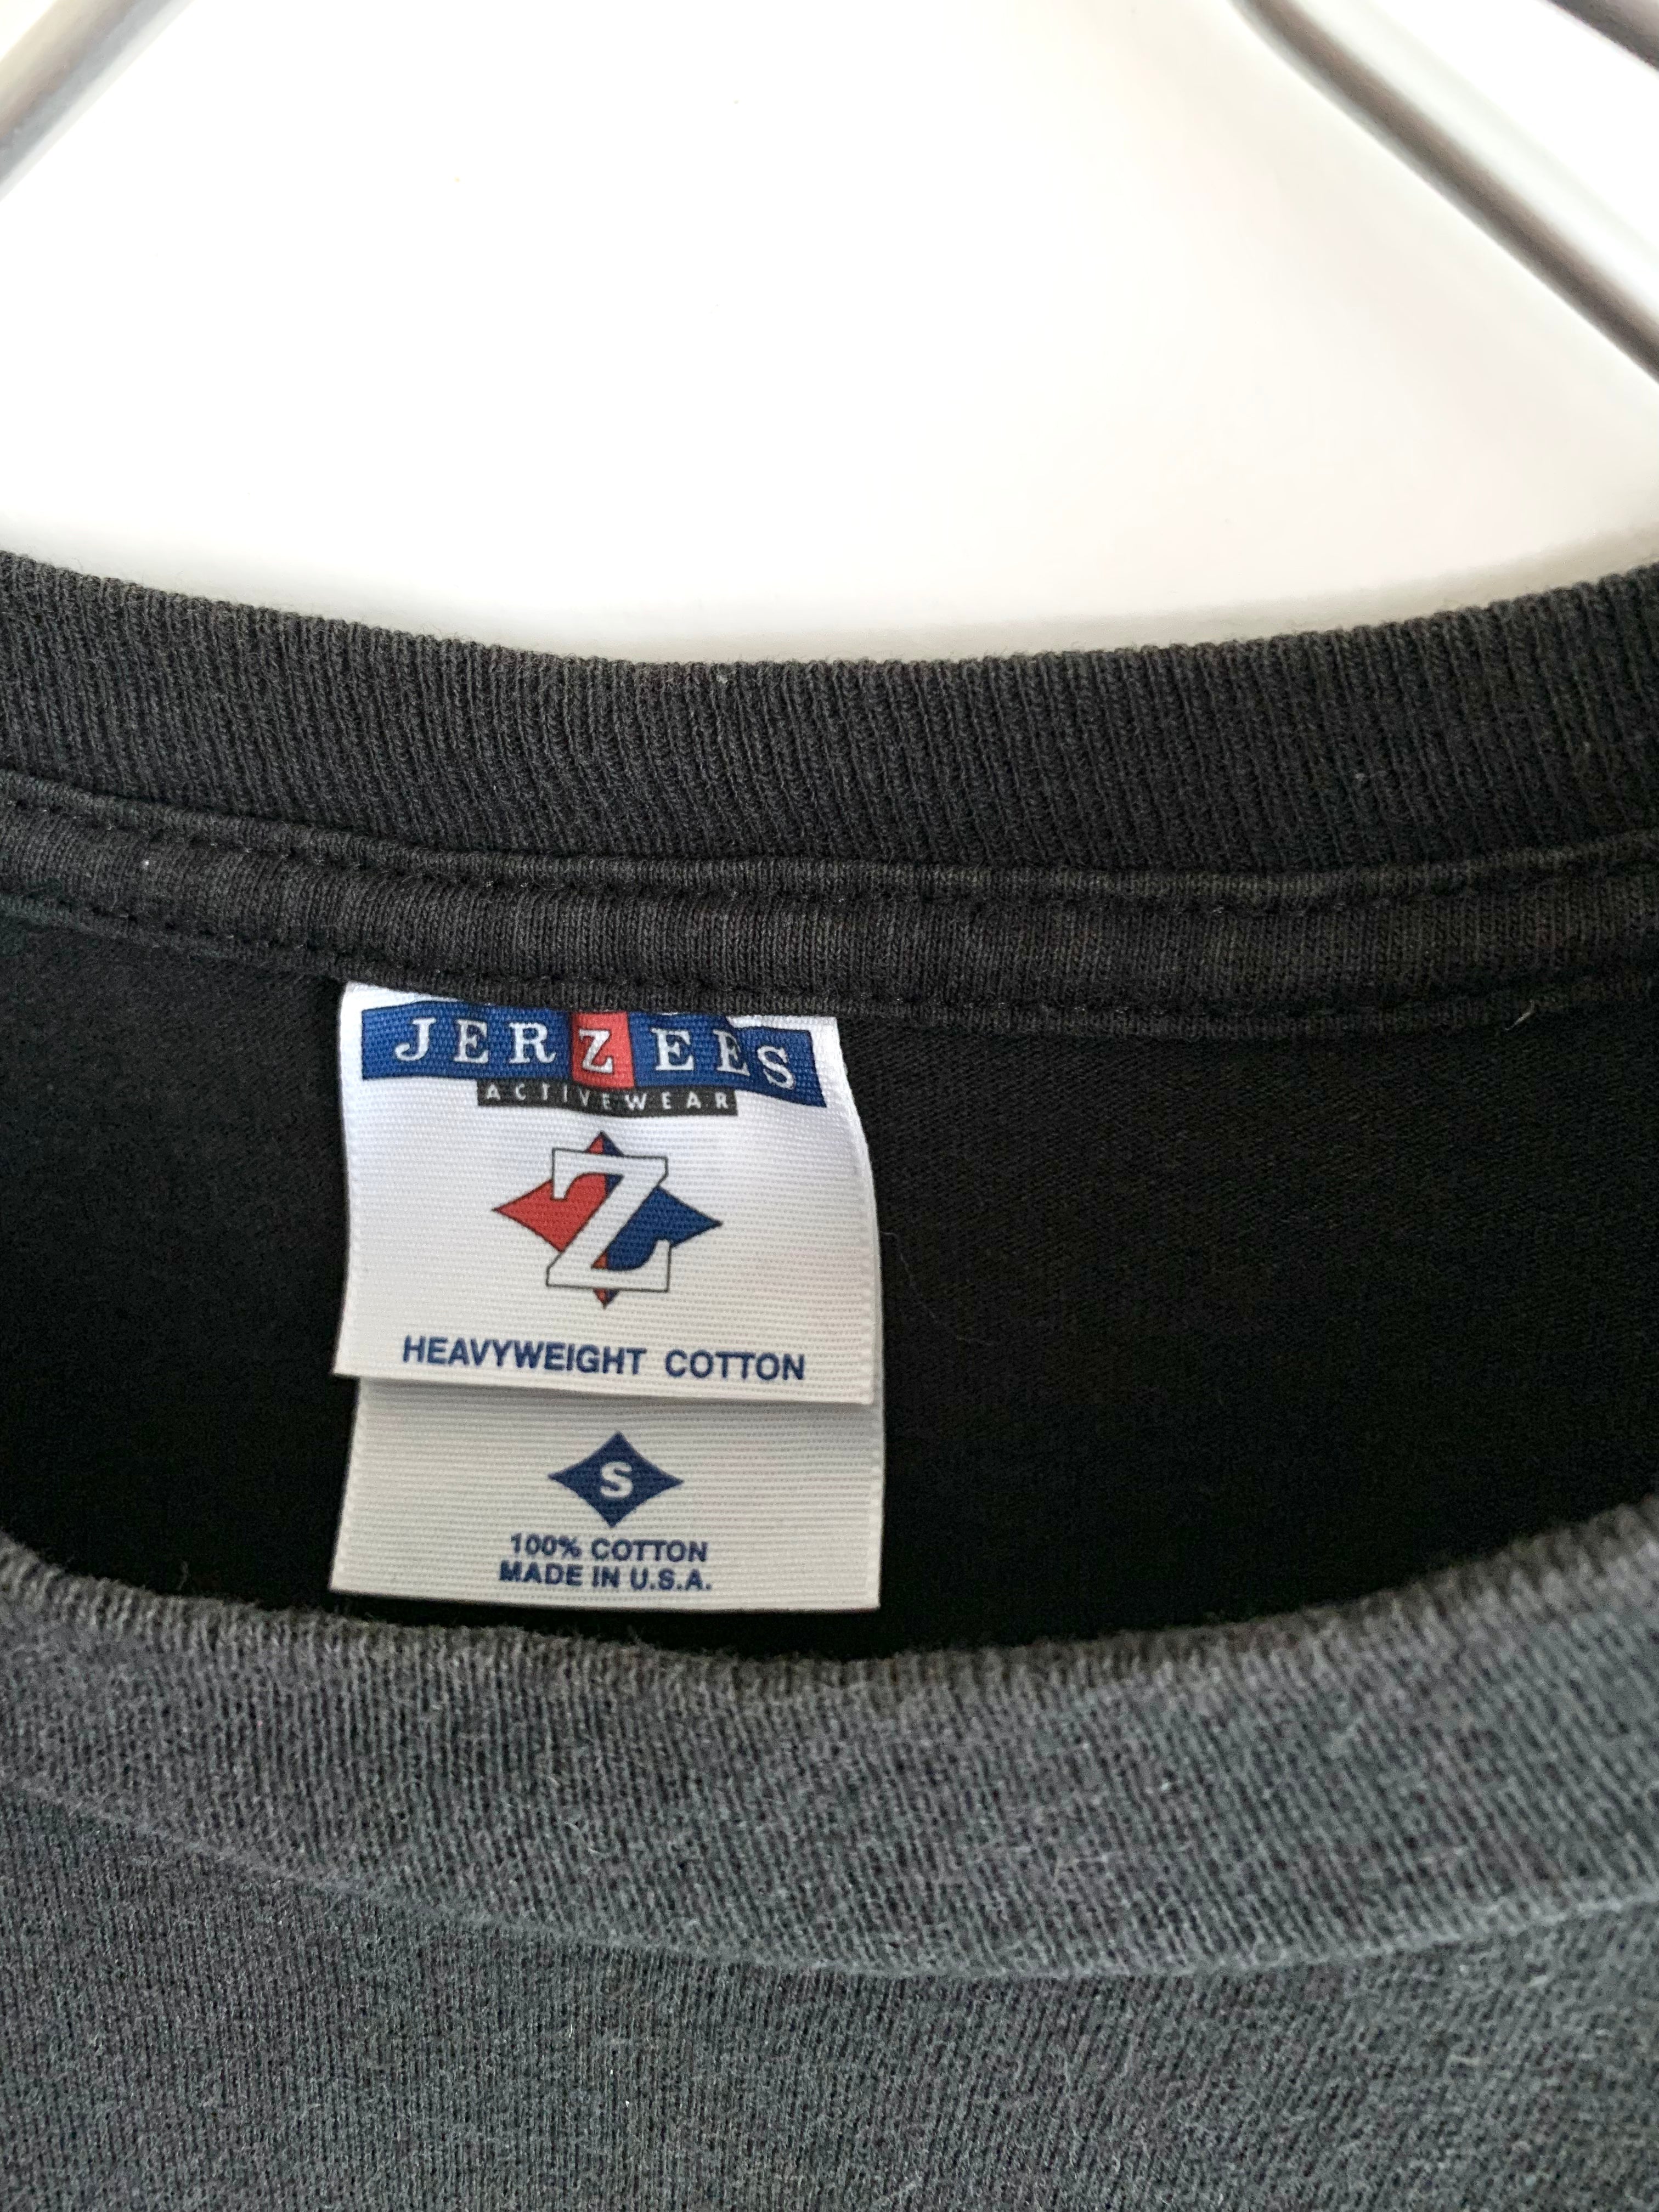 JERZEES
ACTIVEWEAR
Z
HEAVYWEIGHT COTTON
S
100% COTTON
MADE IN U.S.A.